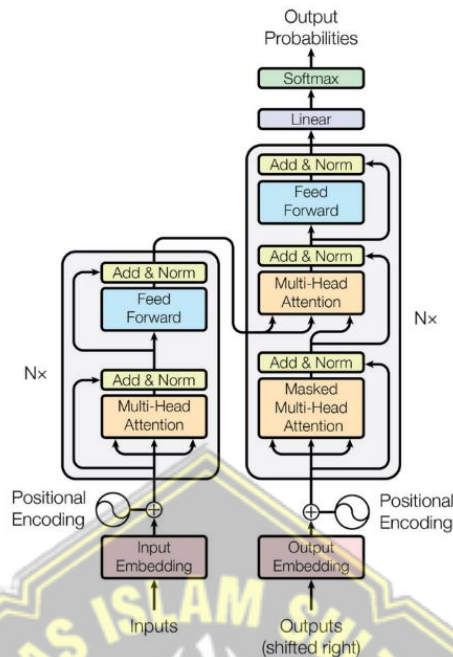 Output
Probabilities
Softmax
Linear
Add & Norm
Feed
Forward
Add & Norm
Multi-Head
Attention
Add & Norm
Masked
Multi-Head
Attention
Nx
Add & Norm
Feed
Forward
Add & Norm
Multi-Head
Attention
Nx
Positional
Encoding
Positional
Encoding
Input
Embedding
Output
Embedding
Inputs
Outputs
(shifted right)
ISLAM